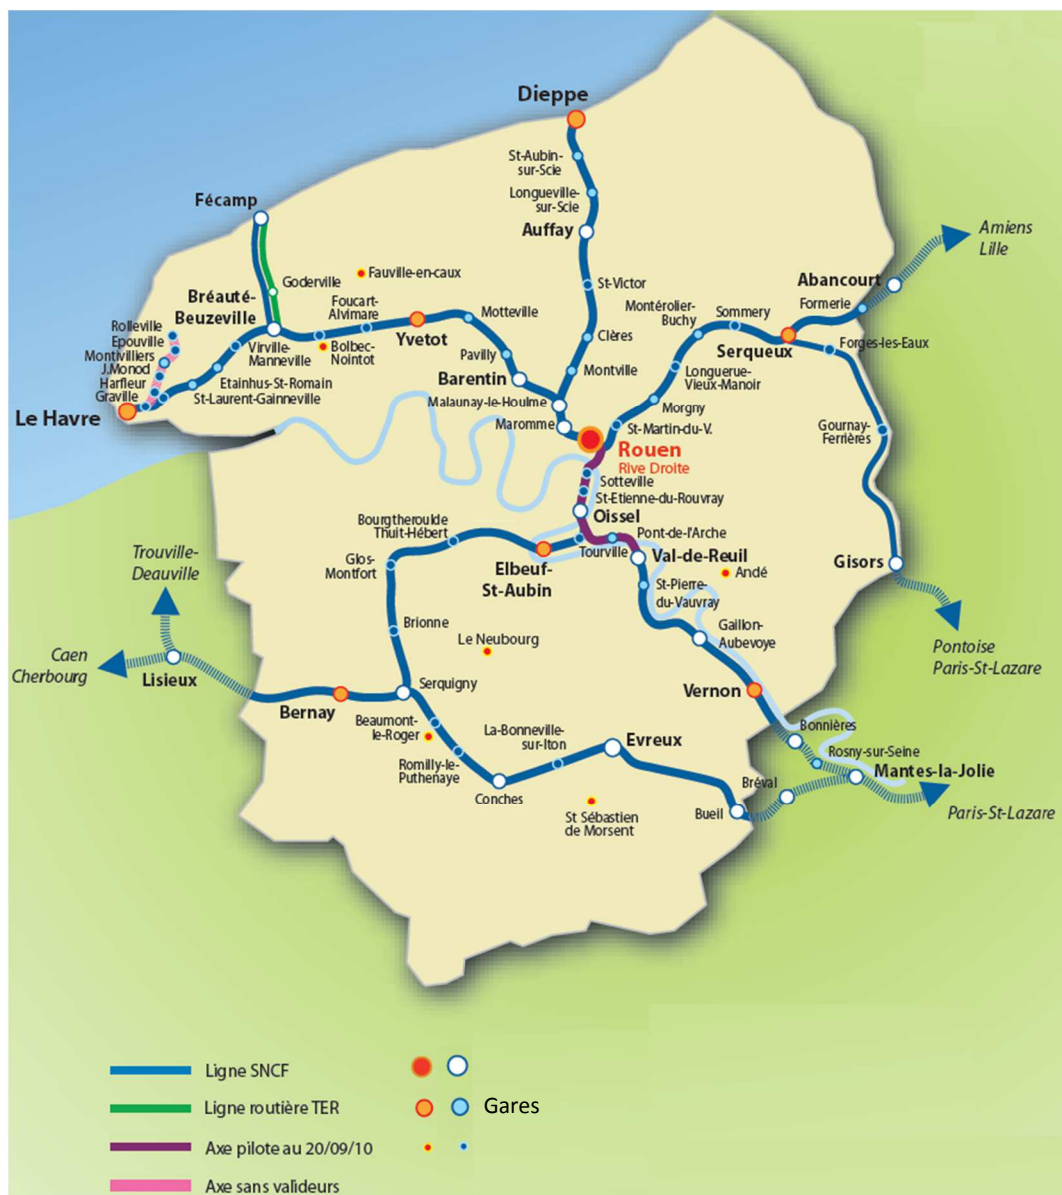 Dieppe
St-Aubin-
sur-Scie
Longueville-
sur-Scie
Auffay
Fécamp
Amiens
Lille
Abancourt
Formerie
St-Victor
Goderville
Fauville-en-caux
Bréauté-
Beuzeville
Foucart-
Alvimare
Motteville
Yvetot
Montérolier-
Buchy
Sommery
Serqueux
Forges-les-Eaux
Rolleville
Epouville
Montivilliers
J.Monod
Harfleur
Graville
Le Havre
Virville-
Manneville
Bolbec-
Nointot
Etainhus-St-Romain
St-Laurent-Gainneville
Pavilly
Barentin
Clères
Montville
Malaunay-le-Houlme
Maromme
Longuerue-
Vieux-Manoir
Morgny
St-Martin-du-V.
Rouen
Rive Droite
Gournay-
Ferrières
Sotteville
St-Etienne-du-Rouvray
Oissel
Bourgtheroulde
Thuit-Hébert
Glos-
Montfort
Elbeuf-
St-Aubin
Tourville
Pont-de-l'Arche
Val-de-Reuil
Andé
St-Pierre-
du-Vauvray
Gisors
Trouville-
Deauville
Caen
Cherbourg
Lisieux
Brionne
Le Neubourg
Gaillon-
Aubevoye
Pontoise
Paris-St-Lazare
Serquigny
Bernay
Beaumont-
le-Roger
Romilly-le-
Puthenaye
Conches
La-Bonneville-
sur-Iton
Evreux
Vernon
Bonnières
Rosny-sur-Seine
Mantes-la-Jolie
Bréval
Bueil
Paris-St-Lazare
St Sébastien
de Morsent
Ligne SNCF
Ligne routière TER
Gares
Axe pilote au 20/09/10
Axe sans valideurs